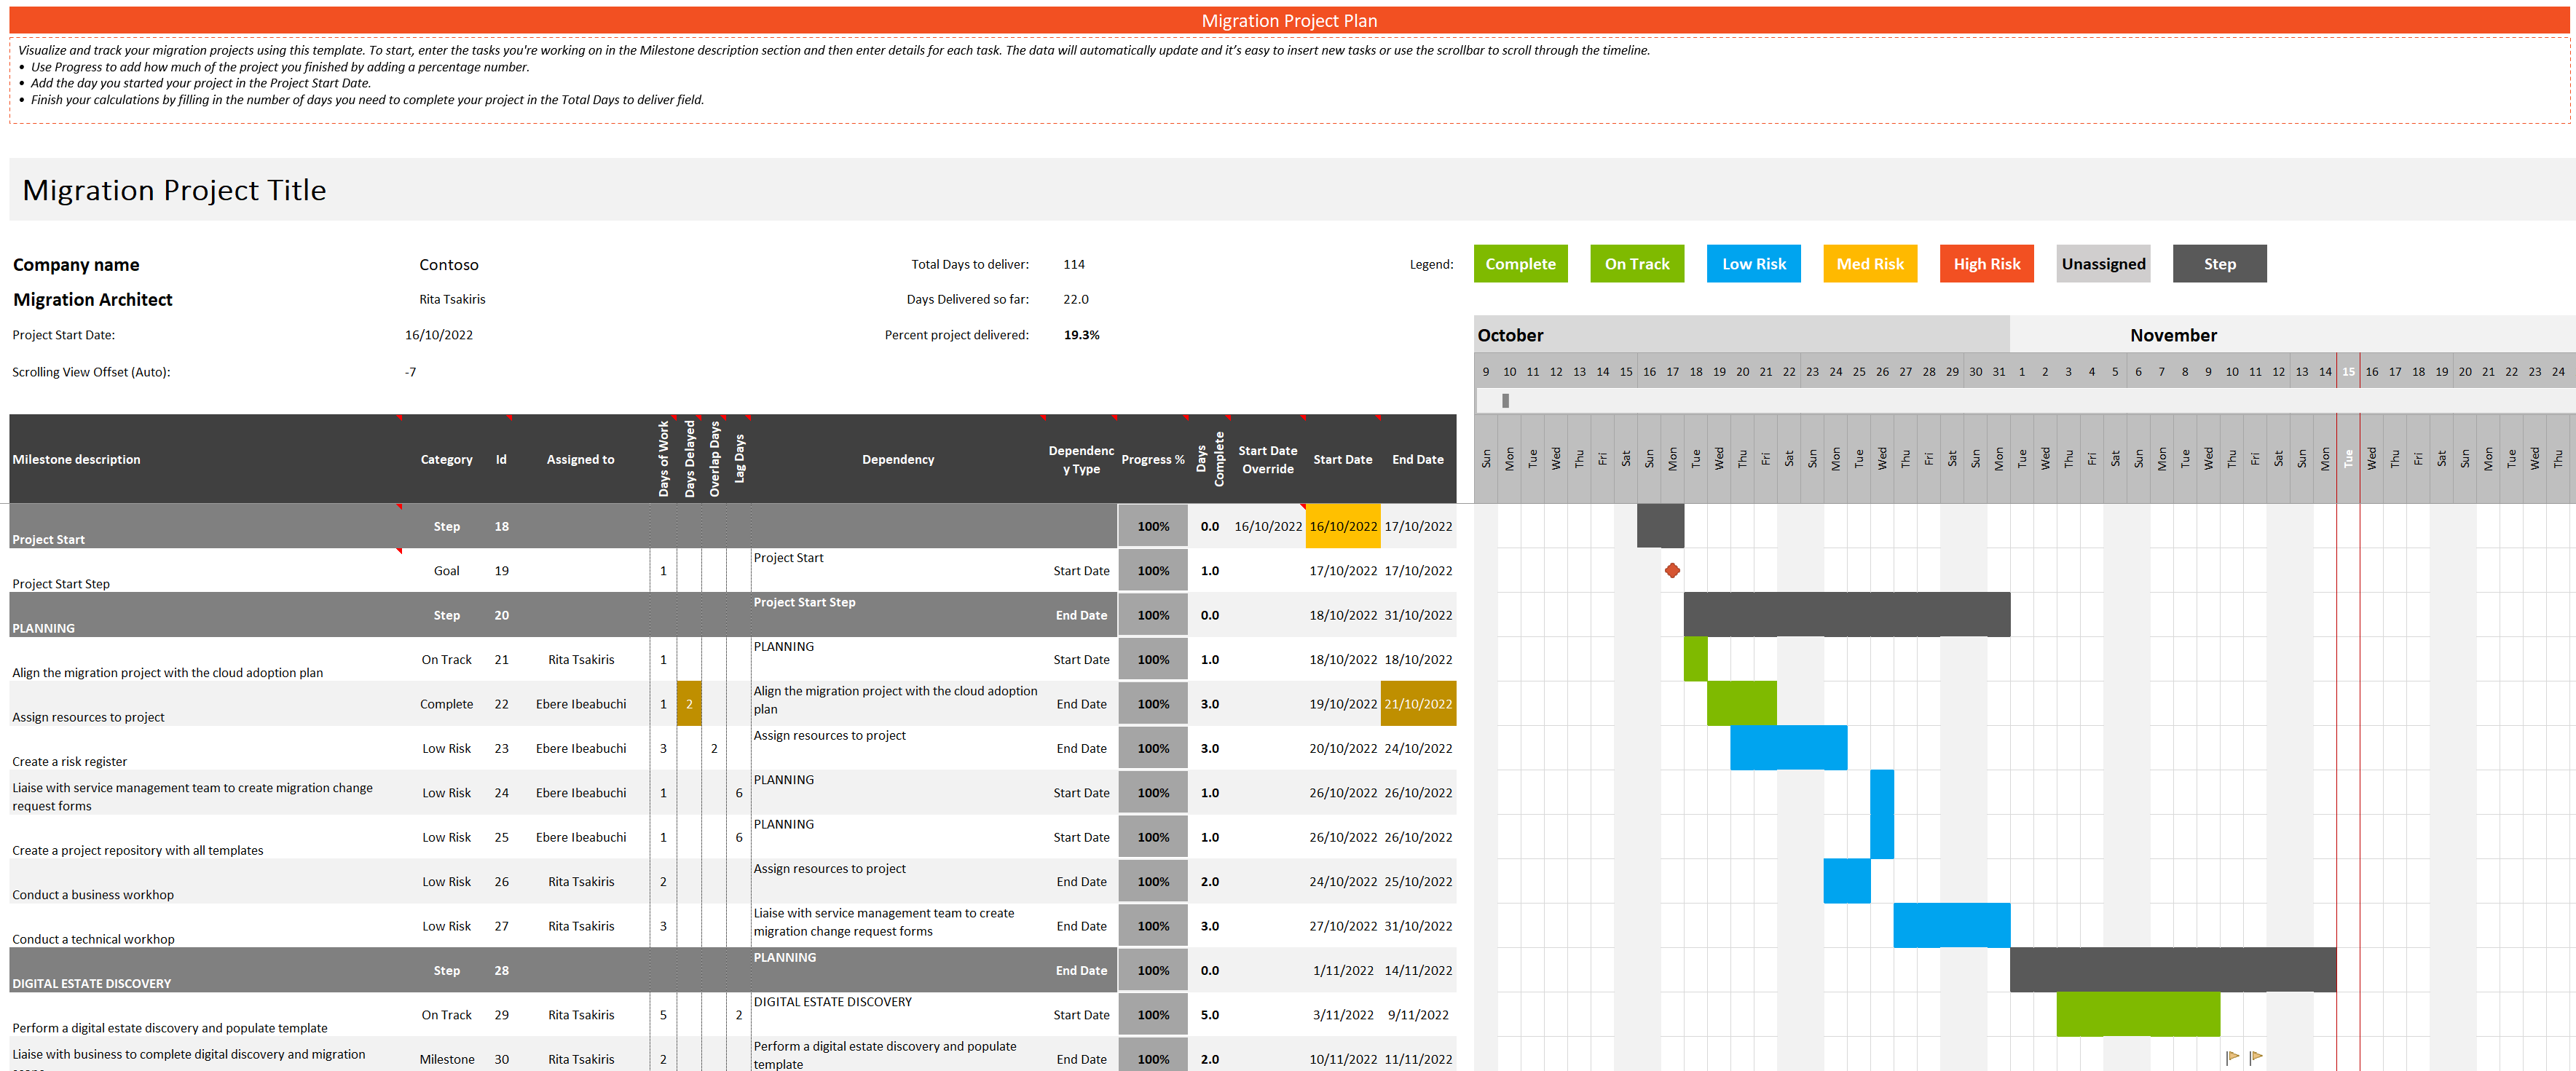 Migration Project Plan
Visualize and track your migration projects using this template. To start, enter the tasks you're working on in the Milestone description section and then enter details for each task. The data will automatically update and it's easy to insert new tasks or use the scrollbar to scroll through the timeline.
• Use Progress to add how much of the project you finished by adding a percentage number.
• Add the day you started your project in the Project Start Date.
• Finish your calculations by filling in the number of days you need to complete your project in the Total Days to deliver field.
Migration Project Title
Company name Contoso Total Days to deliver: 114 Legend: Complete On Track Low Risk Med Risk High Risk Unassigned Step
Migration Architect Rita Tsakiris Days Delivered so far: 22.0
Project Start Date: 16/10/2022 Percent project delivered: 19.3% October November
Scrolling View Offset (Auto): -7 9 10 11 12 13 14 15 16 17 18 19 20 21 22 23 24 25 26 27 28 29 30 31 1 2 3 4 5 6 7 8 9 10 11 12 13 14 15 16 17 18 19 20 21 22 23 24
Milestone description Category Id Assigned to Days of Work Days Delayed Overlap Days Lag Days Dependency Dependenc
y Type Progress % Days
Complete Start Date
Override Start Date End Date Sun Mon Tue Wed Thu Fri Sat Sun Mon Tue Wed Thu Fri Sat Sun Mon Tue Wed Thu Fri Sat Sun Mon Tue Wed Thu Fri Sat Sun Mon Tue Wed Thu Fri Sat Sun Mon Tue Wed Thu Fri Sat Sun Mon Tue Wed Thu
Project Start Step 18 100% 0.0 16/10/2022 16/10/2022 17/10/2022
Project Start Step Goal 19 1 Project Start Start Date 100% 1.0 17/10/2022 17/10/2022
PLANNING Step 20 Project Start Step End Date 100% 0.0 18/10/2022 31/10/2022
Align the migration project with the cloud adoption plan On Track 21 Rita Tsakiris 1 PLANNING Start Date 100% 1.0 18/10/2022 18/10/2022
Assign resources to project Complete 22 Ebere Ibeabuchi 1 2 Align the migration project with the cloud adoption
plan End Date 100% 3.0 19/10/2022 21/10/2022
Create a risk register Low Risk 23 Ebere Ibeabuchi 3 2 Assign resources to project End Date 100% 3.0 20/10/2022 24/10/2022
Liaise with service management team to create migration change
request forms Low Risk 24 Ebere Ibeabuchi 1 6 PLANNING Start Date 100% 1.0 26/10/2022 26/10/2022
Create a project repository with all templates Low Risk 25 Ebere Ibeabuchi 1 6 PLANNING Start Date 100% 1.0 26/10/2022 26/10/2022
Conduct a business workhop Low Risk 26 Rita Tsakiris 2 Assign resources to project End Date 100% 2.0 24/10/2022 25/10/2022
Conduct a technical workhop Low Risk 27 Rita Tsakiris 3 Liaise with service management team to create
migration change request forms End Date 100% 3.0 27/10/2022 31/10/2022
DIGITAL ESTATE DISCOVERY Step 28 PLANNING End Date 100% 0.0 1/11/2022 14/11/2022
Perform a digital estate discovery and populate template On Track 29 Rita Tsakiris 5 2 DIGITAL ESTATE DISCOVERY Start Date 100% 5.0 3/11/2022 9/11/2022
Liaise with business to complete digital discovery and migration Milestone 30 Rita Tsakiris 2 Perform a digital estate discovery and populate
template End Date 100% 2.0 10/11/2022 11/11/2022